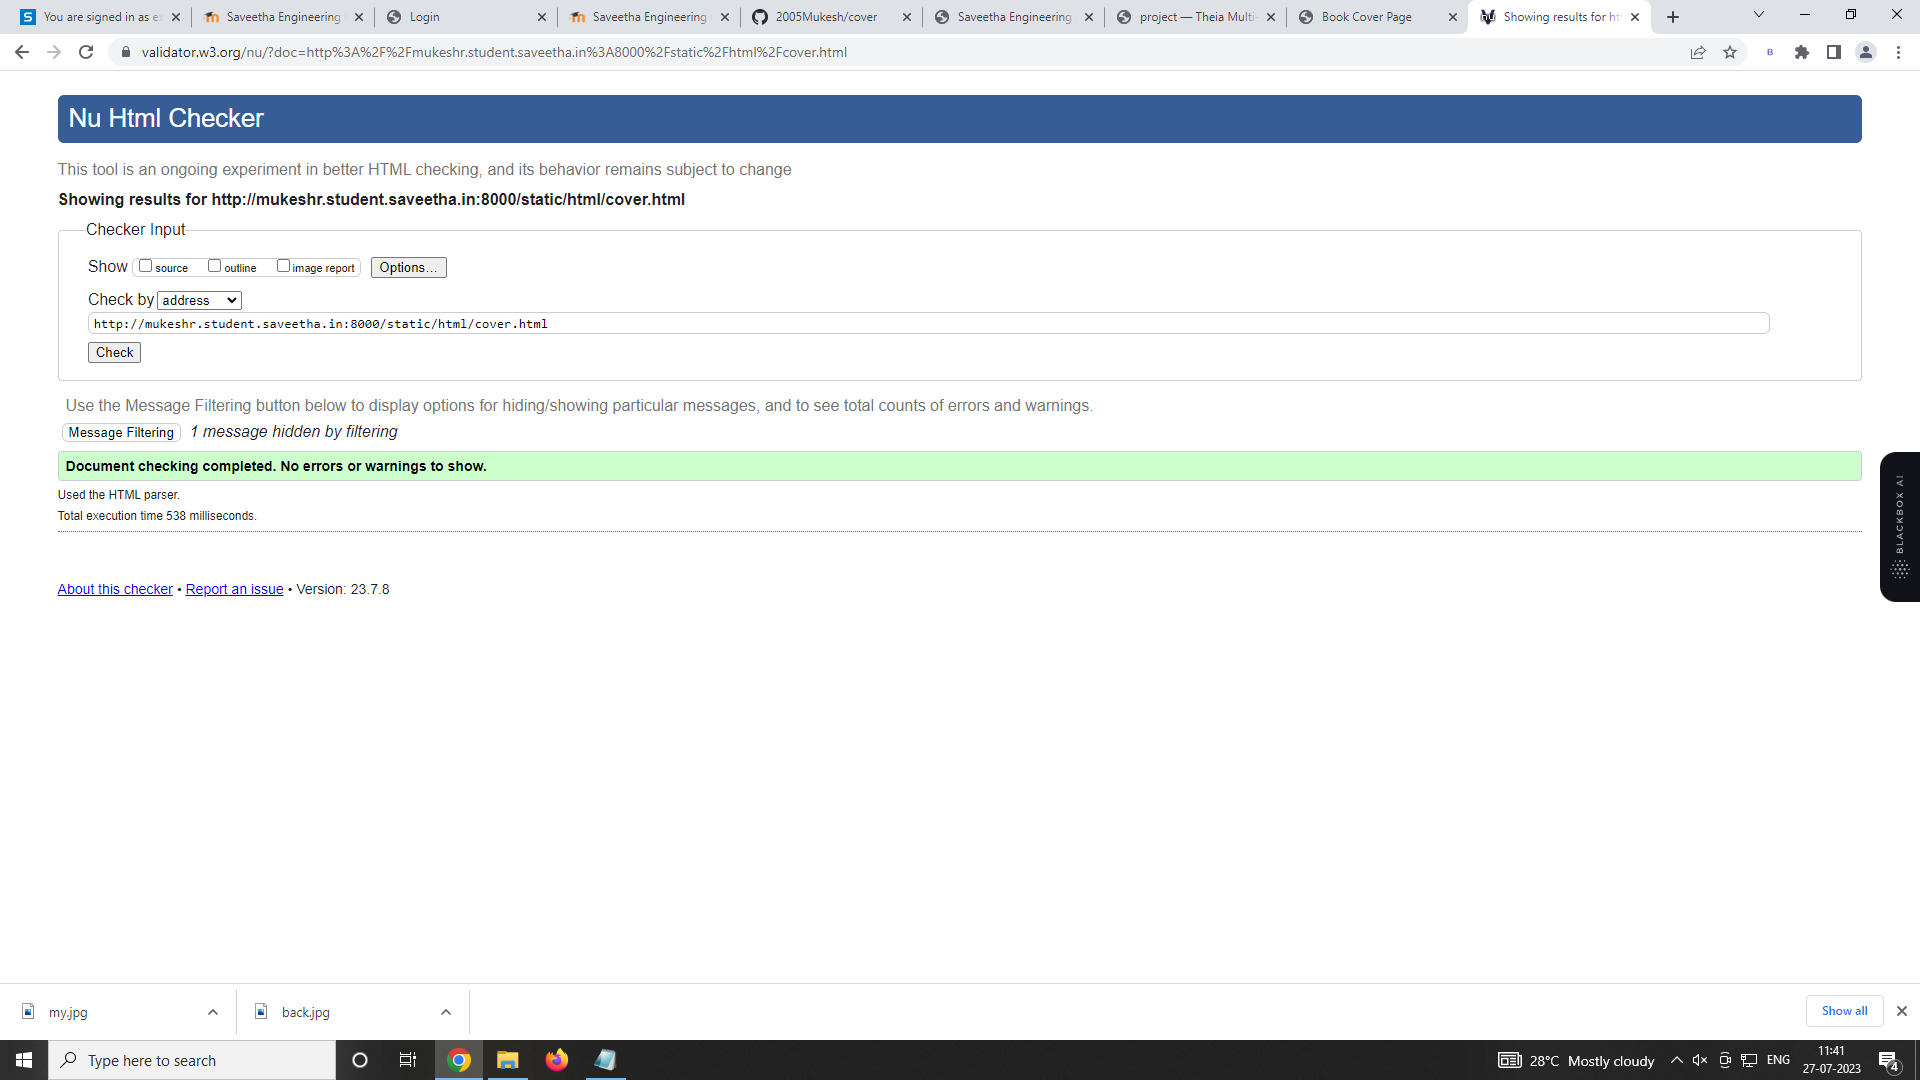 You are signed in as e
Saveetha Engineering
Login
Saveetha Engineering
2005Mukesh/cover
Saveetha Engineering
project — Theia Multi-
Book Cover Page
Showing results for ht
validator.w3.org/nu/?doc=http%3A%2F%2Fmukeshr.student.saveetha.in%3A8000%2Fstatic%2Fhtml%2Fcover.html
B
Nu Html Checker
This tool is an ongoing experiment in better HTML checking, and its behavior remains subject to change
Showing results for http://mukeshr.student.saveetha.in:8000/static/html/cover.html
Checker Input
Show source outline image report Options...
Check by address
http://mukeshr.student.saveetha.in:8000/static/html/cover.html
Check
Use the Message Filtering button below to display options for hiding/showing particular messages, and to see total counts of errors and warnings.
Message Filtering 1 message hidden by filtering
Document checking completed. No errors or warnings to show.
Used the HTML parser.
Total execution time 538 milliseconds.
BLACKBOX AI
About this checker • Report an issue • Version: 23.7.8
my.jpg
back.jpg
Show all
Type here to search
28°C Mostly cloudy
ENG
11:41
27-07-2023
4